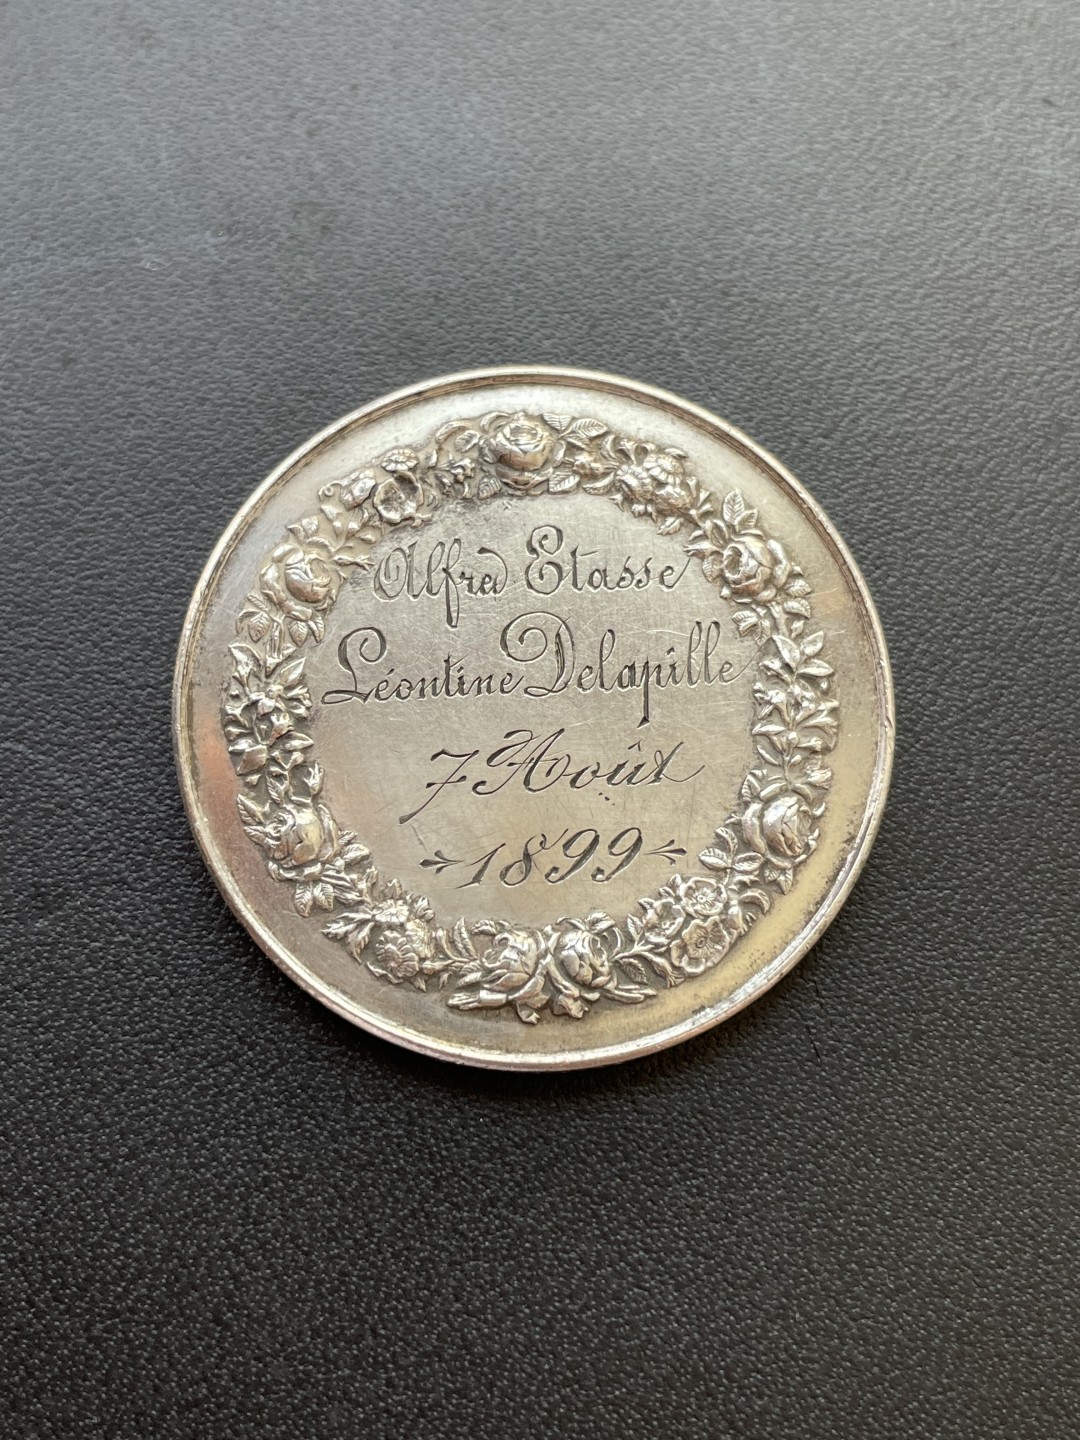 Alfred Etasse
Léontine Delapille
7 Août
1899